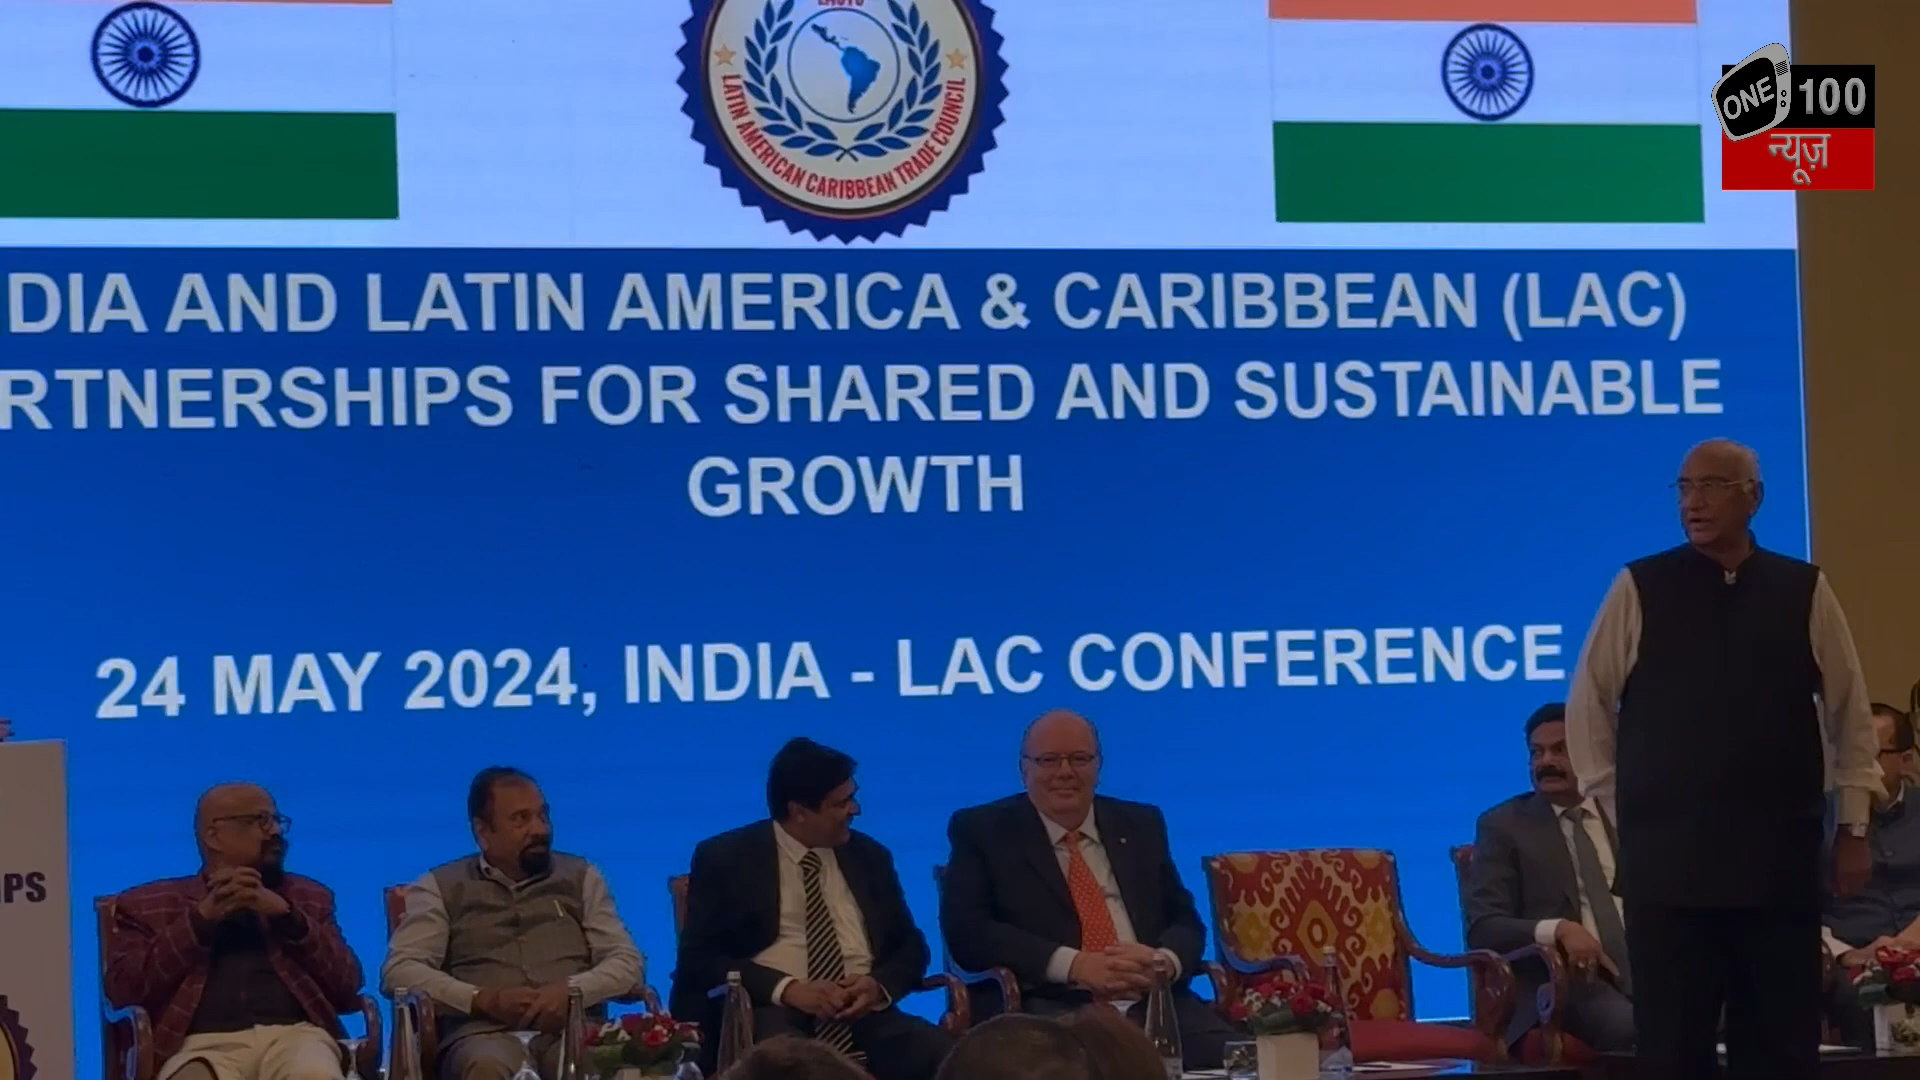 LATIN AMERICAN CARIBBEAN TRADE COUNCIL
ONE 100
न्यूज़
DIA AND LATIN AMERICA & CARIBBEAN (LAC)
RTNERSHIPS FOR SHARED AND SUSTAINABLE
GROWTH
24 MAY 2024, INDIA - LAC CONFERENCE
IPS